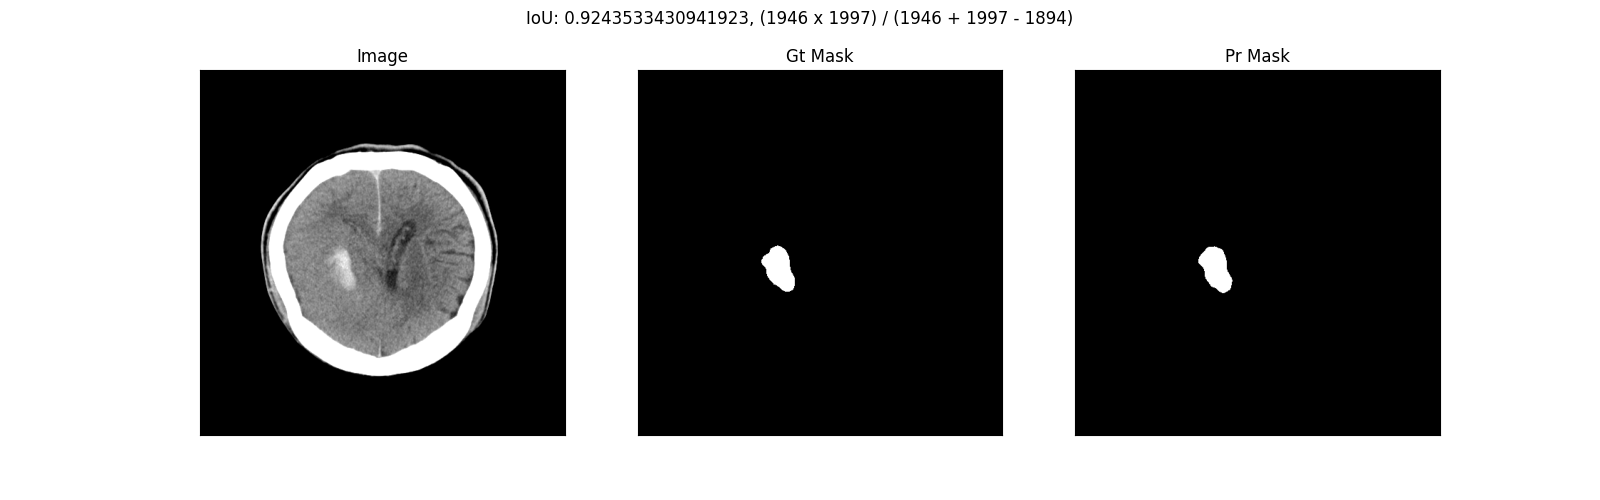 IoU: 0.9243533430941923, (1946 x 1997) / (1946 + 1997 - 1894)
Image
Gt Mask
Pr Mask